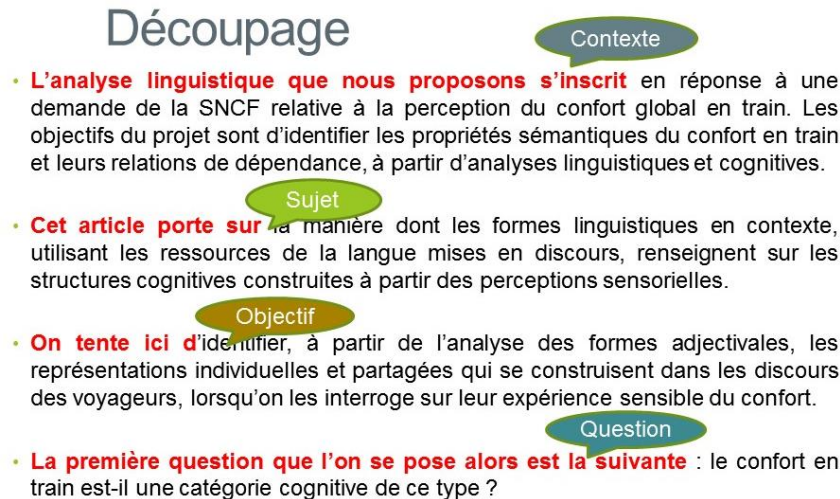 Découpage
Contexte
• L’analyse linguistique que nous proposons s’inscrit en réponse à une
demande de la SNCF relative à la perception du confort global en train. Les
objectifs du projet sont d’identifier les propriétés sémantiques du confort en train
et leurs relations de dépendance, à partir d’analyses linguistiques et cognitives.
Sujet
• Cet article porte sur la manière dont les formes linguistiques en contexte,
utilisant les ressources de la langue mises en discours, renseignent sur les
structures cognitives construites à partir des perceptions sensorielles.
Objectif
• On tente ici d’identifier, à partir de l’analyse des formes adjectivales, les
représentations individuelles et partagées qui se construisent dans les discours
des voyageurs, lorsqu’on les interroge sur leur expérience sensible du confort.
Question
• La première question que l’on se pose alors est la suivante : le confort en
train est-il une catégorie cognitive de ce type ?